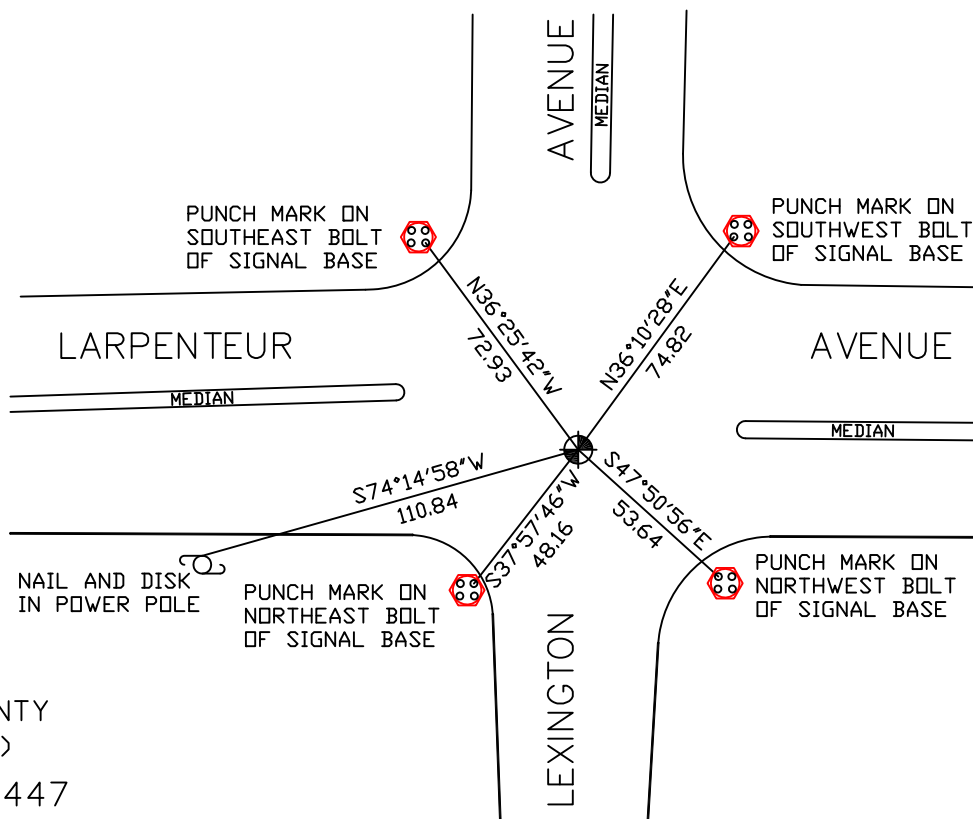 AVENUE
MEDIAN
PUNCH MARK ON
SOUTHEAST BOLT
OF SIGNAL BASE
PUNCH MARK ON
SOUTHWEST BOLT
OF SIGNAL BASE
N36°25'42"W
72.93
N36°10'28"E
74.82
LARPENTEUR
AVENUE
MEDIAN
MEDIAN
S74°14'58"W
110.84
S37°57'46"W
48.16
S47°50'56"E
53.64
NAIL AND DISK
IN POWER POLE
PUNCH MARK ON
NORTHEAST BOLT
OF SIGNAL BASE
PUNCH MARK ON
NORTHWEST BOLT
OF SIGNAL BASE
LEXINGTON
NTY
)
447